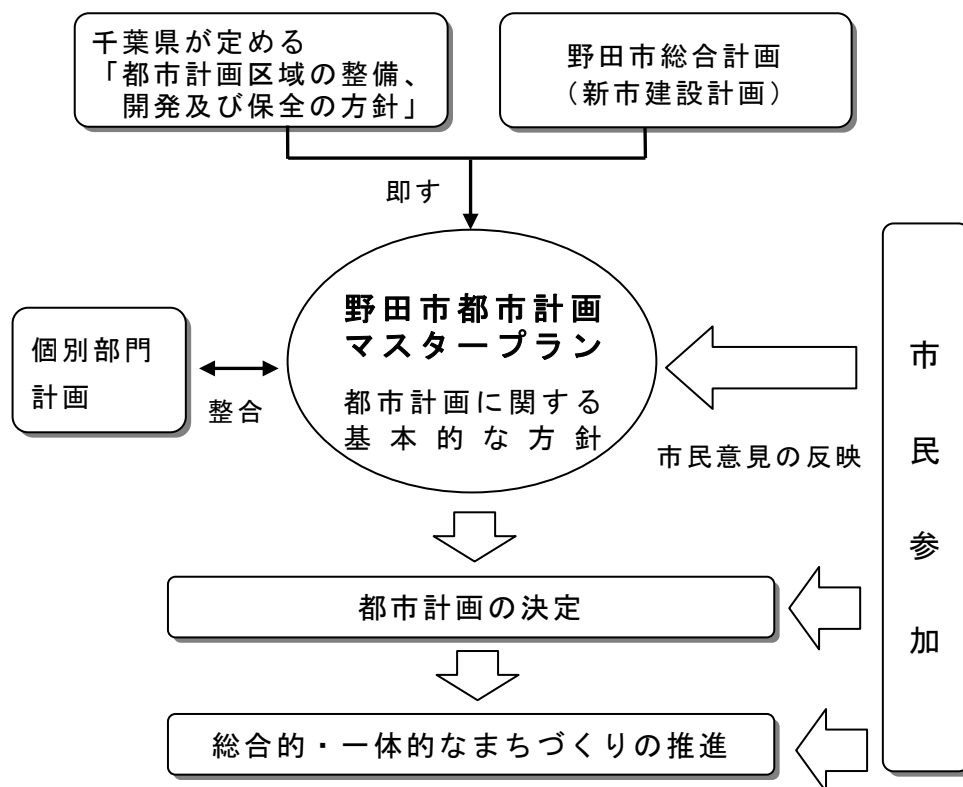 千葉県が定める
「都市計画区域の整備、
開発及び保全の方針」
野田市総合計画
（新市建設計画）
即す
野田市都市計画
マスタープラン
都市計画に関する
基本的な方針
個別部門
計画
整合
市民意見の反映
市民参加
都市計画の決定
総合的・一体的なまちづくりの推進